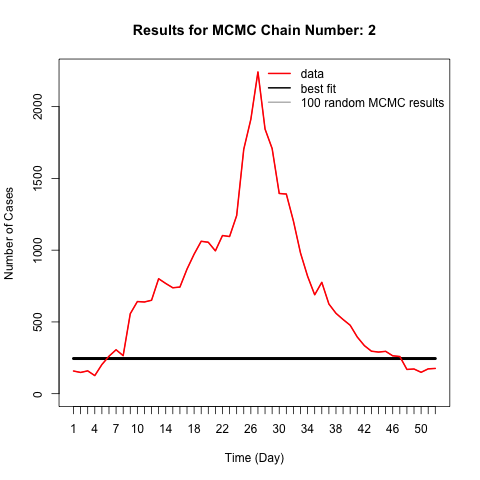 Results for MCMC Chain Number: 2
data
best fit
100 random MCMC results
Number of Cases
2000
1500
1000
500
0
1 4 7 10 14 18 22 26 30 34 38 42 46 50
Time (Day)